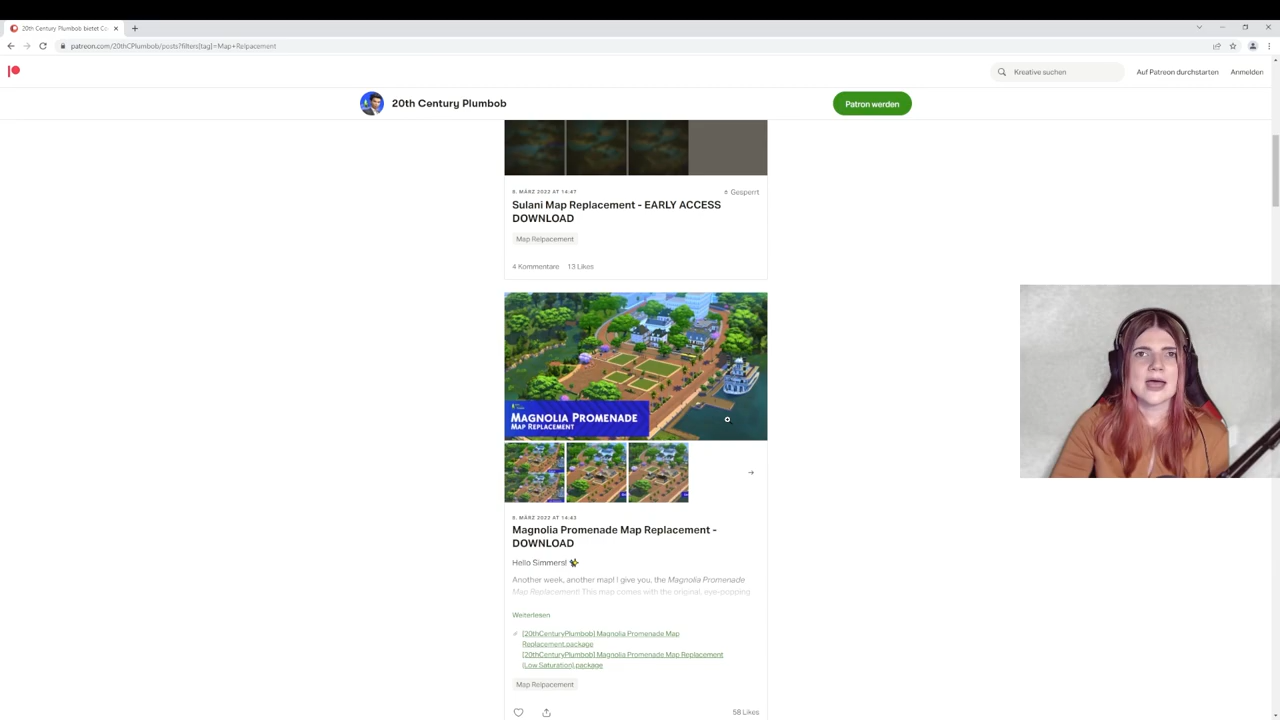 20th Century Plumbob bietet Co
patreon.com/20thCPlumbob/posts?filters[tag]=Map+Relpacement
Kreative suchen
Auf Patreon durchstarten
Anmelden
20th Century Plumbob
Patron werden
8. MÄRZ 2022 AT 14:47
Gesperrt
Sulani Map Replacement - EARLY ACCESS
DOWNLOAD
Map Relpacement
4 Kommentare 13 Likes
MAGNOLIA PROMENADE
MAP REPLACEMENT
8. MÄRZ 2022 AT 14:43
Magnolia Promenade Map Replacement -
DOWNLOAD
Hello Simmers!
Another week, another map! I give you, the Magnolia Promenade
Map Replacement! This map comes with the original, eye-popping
Weiterlesen
[20thCenturyPlumbob] Magnolia Promenade Map
Replacement.package
[20thCenturyPlumbob] Magnolia Promenade Map Replacement
(Low Saturation).package
Map Relpacement
58 Likes